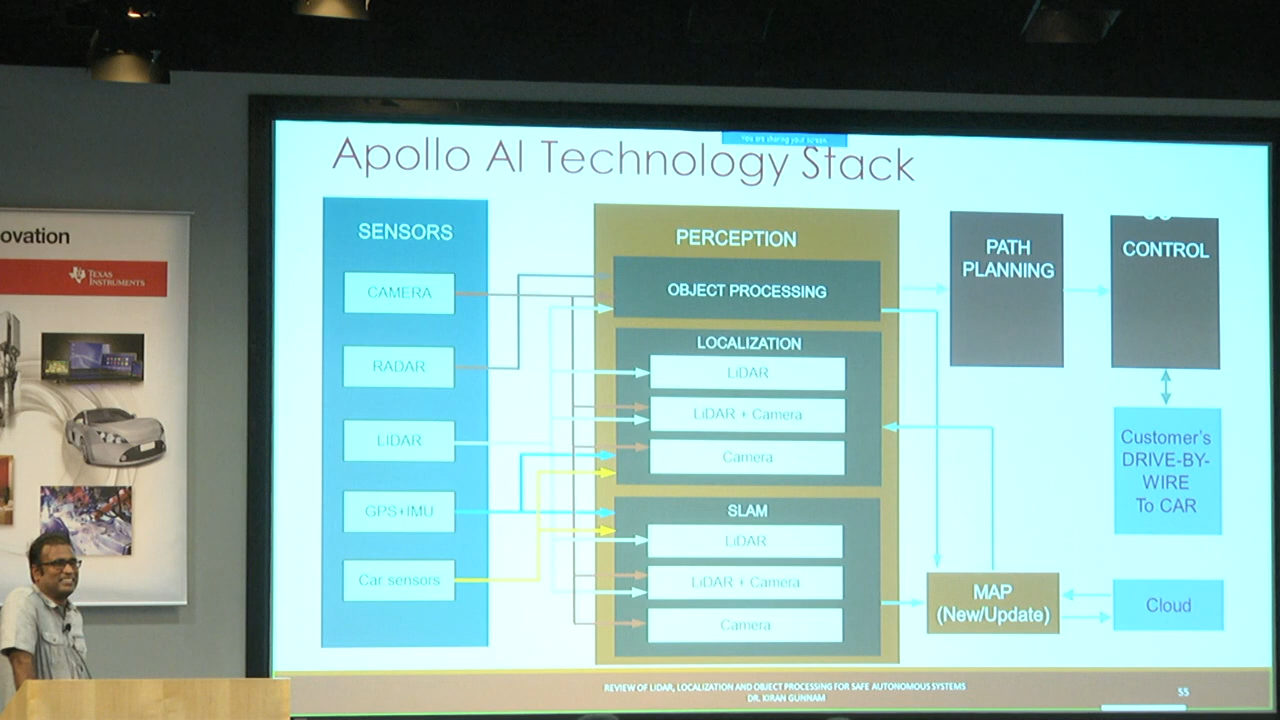 You are sharing your screen
Apollo AI Technology Stack
ovation
TEXAS
INSTRUMENTS
SENSORS
CAMERA
RADAR
LIDAR
GPS+IMU
Car sensors
PERCEPTION
OBJECT PROCESSING
LOCALIZATION
LiDAR
LiDAR + Camera
Camera
SLAM
LiDAR
LiDAR + Camera
Camera
PATH
PLANNING
CONTROL
Customer's
DRIVE-BY-
WIRE
To CAR
MAP
(New/Update)
Cloud
REVIEW OF LIDAR, LOCALIZATION AND OBJECT PROCESSING FOR SAFE AUTONOMOUS SYSTEMS
DR. KIRAN GUNNAM
55